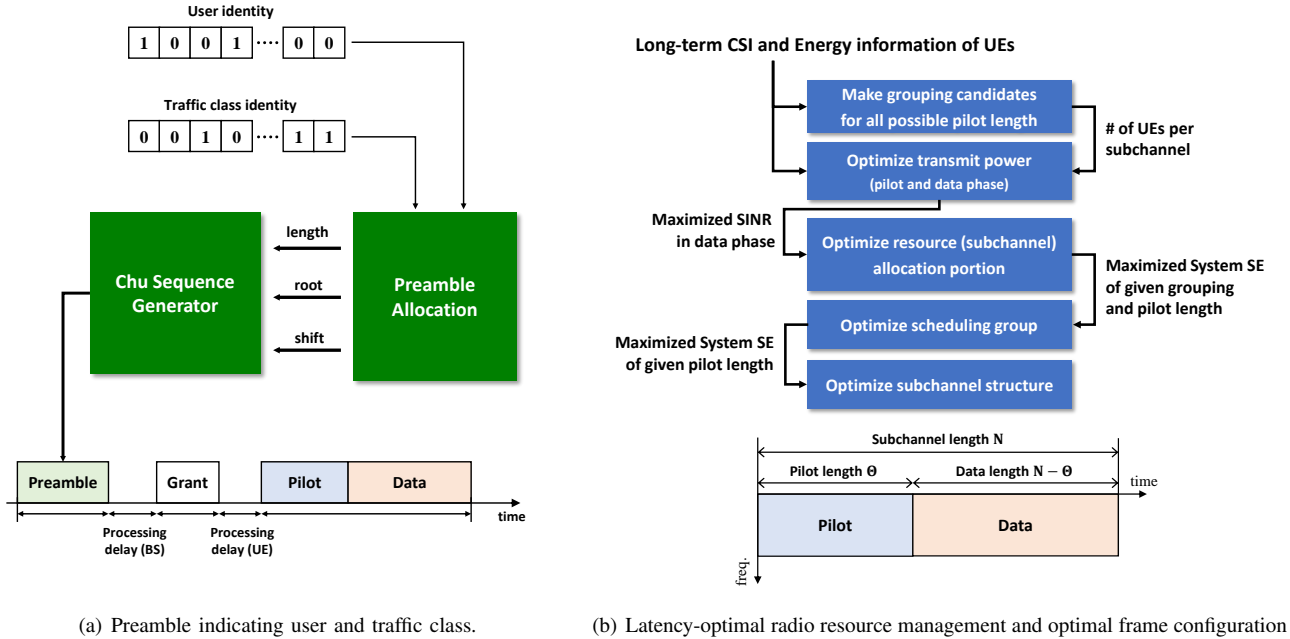 User identity
1 0 0 1 ···· 0 0
Traffic class identity
0 0 1 0 ···· 1 1
Chu Sequence
Generator
length
root
shift
Preamble
Allocation
Preamble
Grant
Pilot
Data
time
Processing
delay (BS)
Processing
delay (UE)
(a) Preamble indicating user and traffic class.
Long-term CSI and Energy information of UEs
Make grouping candidates
for all possible pilot length
# of UEs per
subchannel
Optimize transmit power
(pilot and data phase)
Maximized SINR
in data phase
Optimize resource (subchannel)
allocation portion
Maximized System SE
of given grouping
and pilot length
Optimize scheduling group
Maximized System SE
of given pilot length
Optimize subchannel structure
Subchannel length N
Pilot length Θ
Data length N − Θ
time
Pilot
Data
freq.
(b) Latency-optimal radio resource management and optimal frame configuration